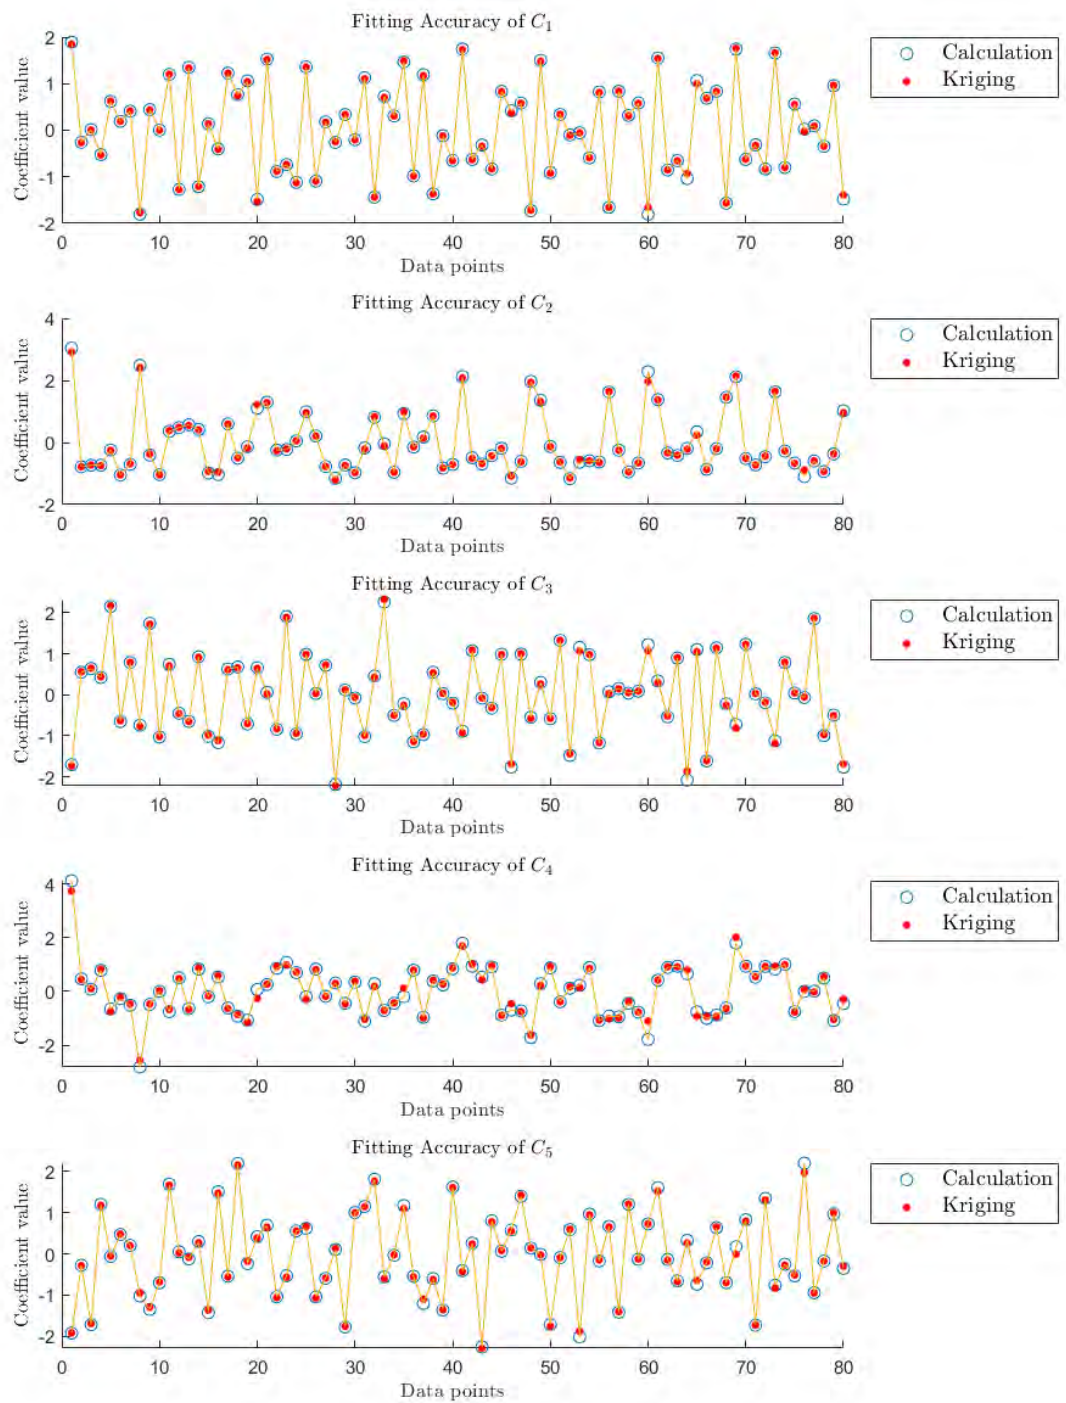 Fitting Accuracy of C₁
Coefficient value
2
1
0
-1
-2
0 10 20 30 40 50 60 70 80
Data points
Calculation
Kriging
Fitting Accuracy of C₂
Coefficient value
4
2
0
-2
0 10 20 30 40 50 60 70 80
Data points
Calculation
Kriging
Fitting Accuracy of C₃
Coefficient value
2
1
0
-1
-2
0 10 20 30 40 50 60 70 80
Data points
Calculation
Kriging
Fitting Accuracy of C₄
Coefficient value
4
2
0
-2
0 10 20 30 40 50 60 70 80
Data points
Calculation
Kriging
Fitting Accuracy of C₅
Coefficient value
2
1
0
-1
-2
0 10 20 30 40 50 60 70 80
Data points
Calculation
Kriging